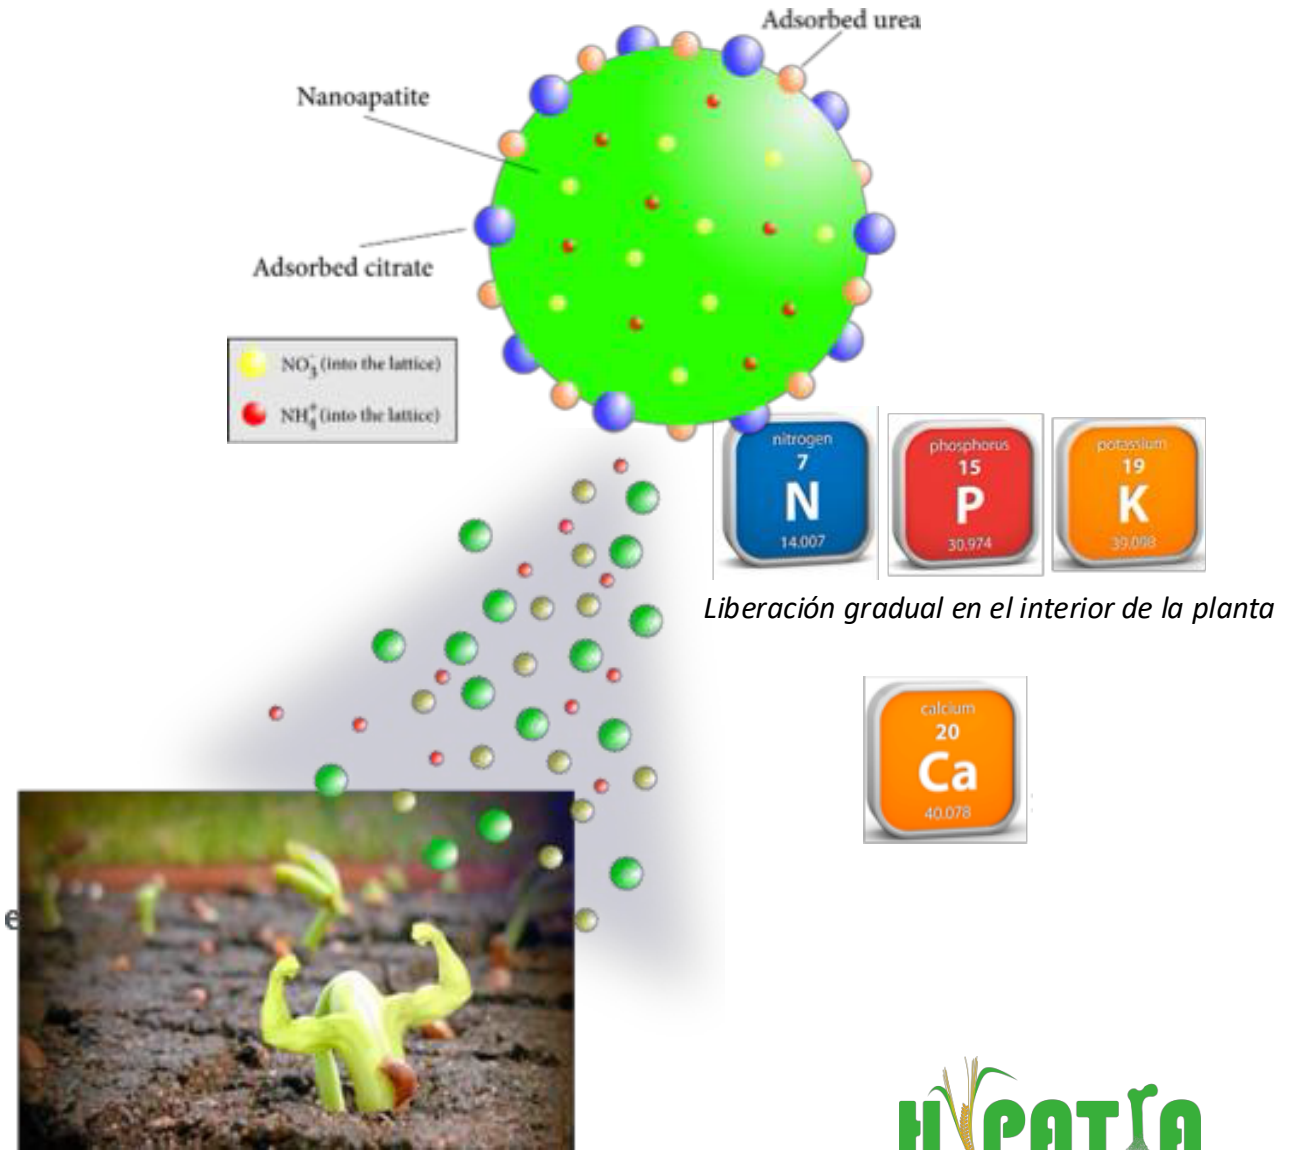 Adsorbed urea
Nanoapatite
Adsorbed citrate
NO₃⁻ (into the lattice)
NH₄⁺ (into the lattice)
nitrogen
7
N
14.007
phosphorus
15
P
30.974
potassium
19
K
39.098
Liberación gradual en el interior de la planta
calcium
20
Ca
40.078
e
HYPATIA